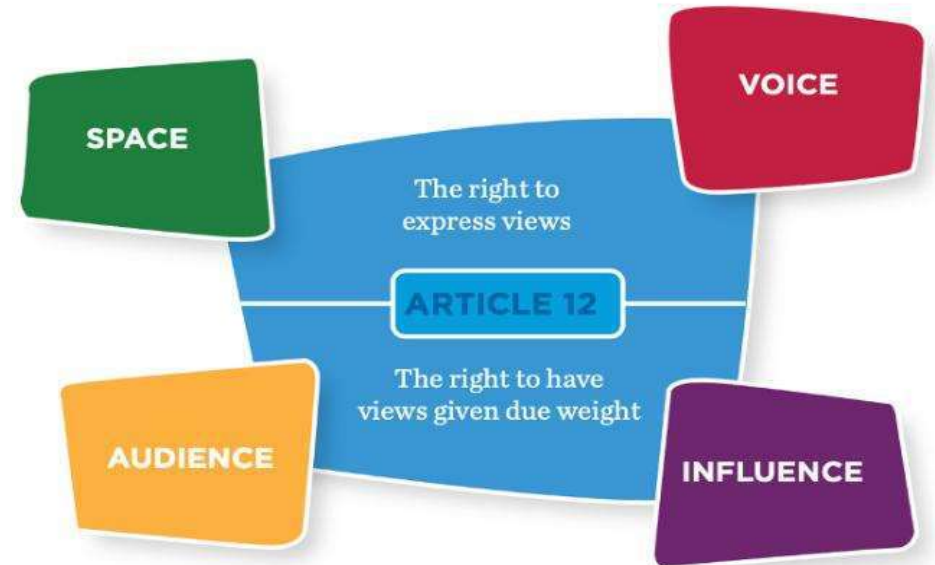 SPACE
VOICE
The right to
express views
ARTICLE 12
The right to have
views given due weight
AUDIENCE
INFLUENCE